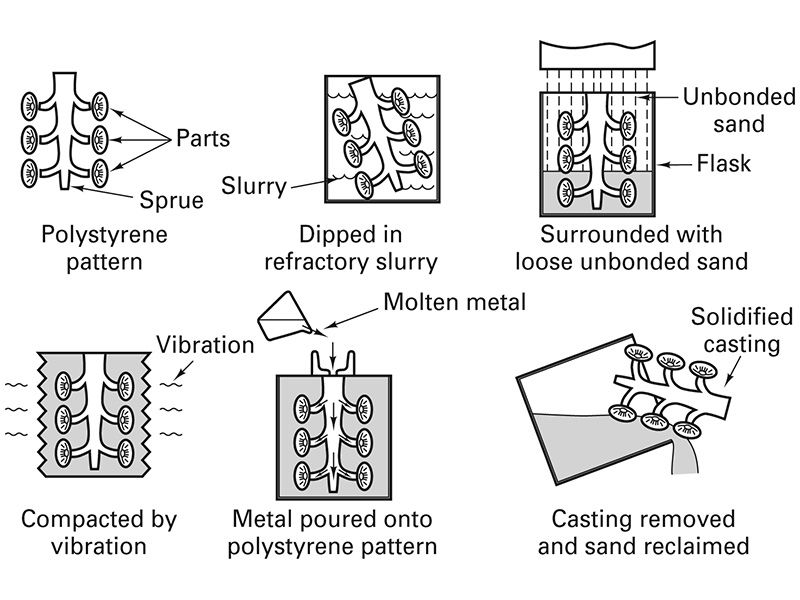 Parts
Sprue
Polystyrene
pattern
Slurry
Dipped in
refractory slurry
Unbonded
sand
Flask
Surrounded with
loose unbonded sand
Vibration
Compacted by
vibration
Molten metal
Metal poured onto
polystyrene pattern
Solidified
casting
Casting removed
and sand reclaimed